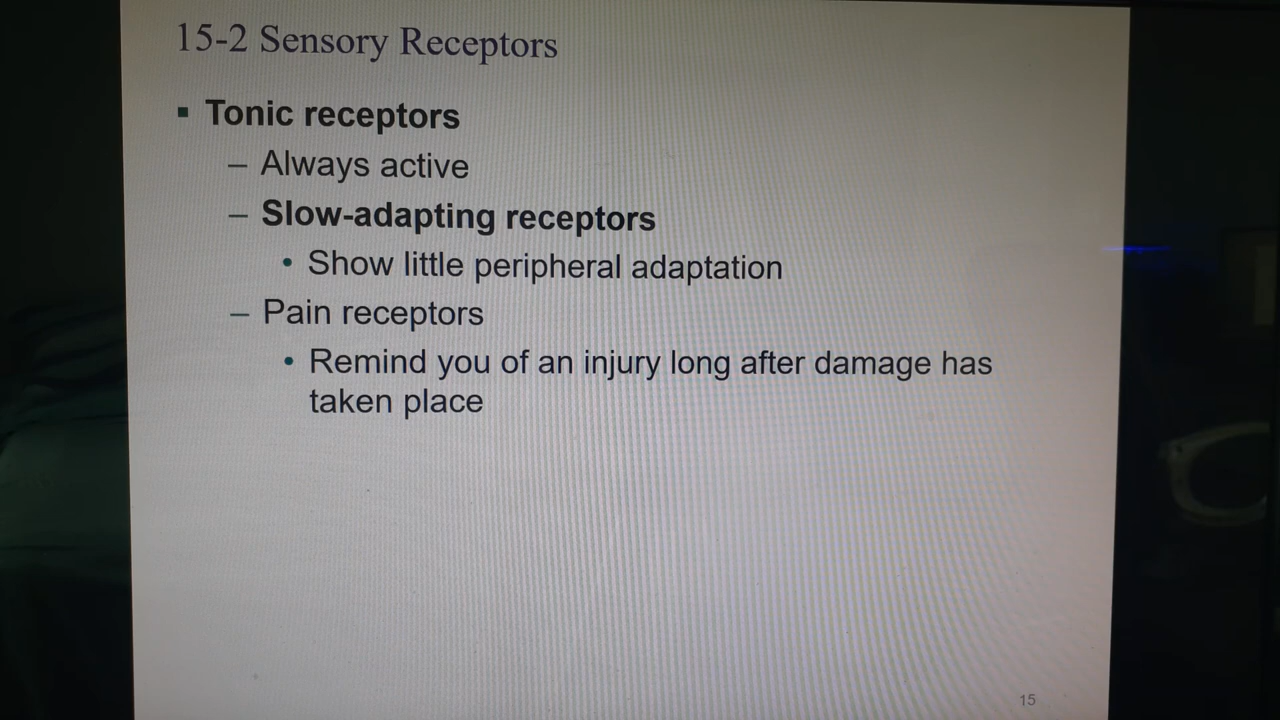 15-2 Sensory Receptors
▪ Tonic receptors
– Always active
– Slow-adapting receptors
• Show little peripheral adaptation
– Pain receptors
• Remind you of an injury long after damage has
taken place
15